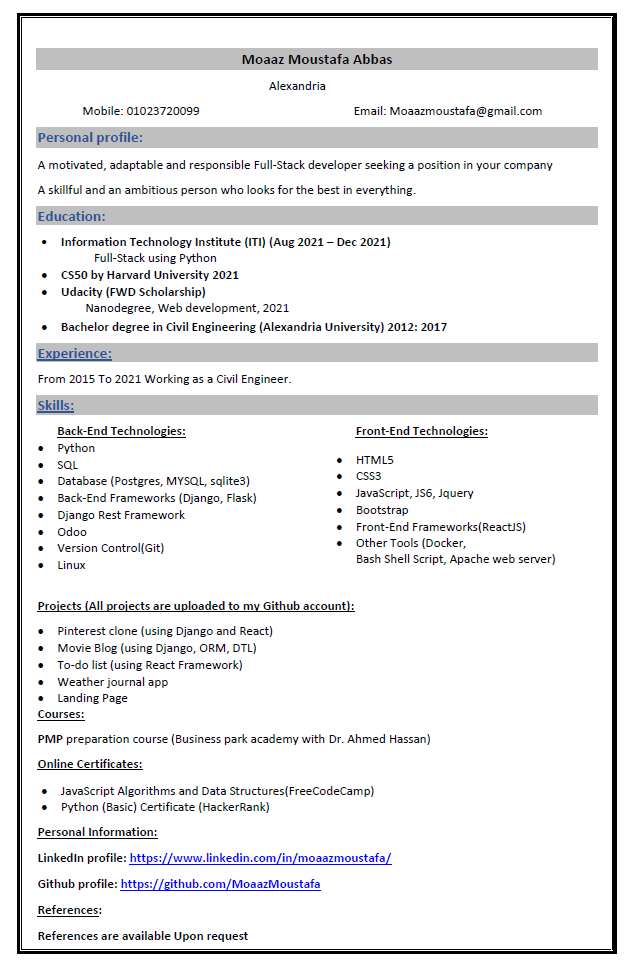 Moaaz Moustafa Abbas
Alexandria
Mobile: 01023720099 Email: Moaazmoustafa@gmail.com
Personal profile:
A motivated, adaptable and responsible Full-Stack developer seeking a position in your company
A skillful and an ambitious person who looks for the best in everything.
Education:
• Information Technology Institute (ITI) (Aug 2021 – Dec 2021)
Full-Stack using Python
• CS50 by Harvard University 2021
• Udacity (FWD Scholarship)
Nanodegree, Web development, 2021
• Bachelor degree in Civil Engineering (Alexandria University) 2012: 2017
Experience:
From 2015 To 2021 Working as a Civil Engineer.
Skills:
Back-End Technologies:
• Python
• SQL
• Database (Postgres, MYSQL, sqlite3)
• Back-End Frameworks (Django, Flask)
• Django Rest Framework
• Odoo
• Version Control(Git)
• Linux
Front-End Technologies:
• HTML5
• CSS3
• JavaScript, JS6, Jquery
• Bootstrap
• Front-End Frameworks(ReactJS)
• Other Tools (Docker,
Bash Shell Script, Apache web server)
Projects (All projects are uploaded to my Github account):
• Pinterest clone (using Django and React)
• Movie Blog (using Django, ORM, DTL)
• To-do list (using React Framework)
• Weather journal app
• Landing Page
Courses:
PMP preparation course (Business park academy with Dr. Ahmed Hassan)
Online Certificates:
• JavaScript Algorithms and Data Structures(FreeCodeCamp)
• Python (Basic) Certificate (HackerRank)
Personal Information:
LinkedIn profile: https://www.linkedin.com/in/moaazmoustafa/
Github profile: https://github.com/MoaazMoustafa
References:
References are available Upon request